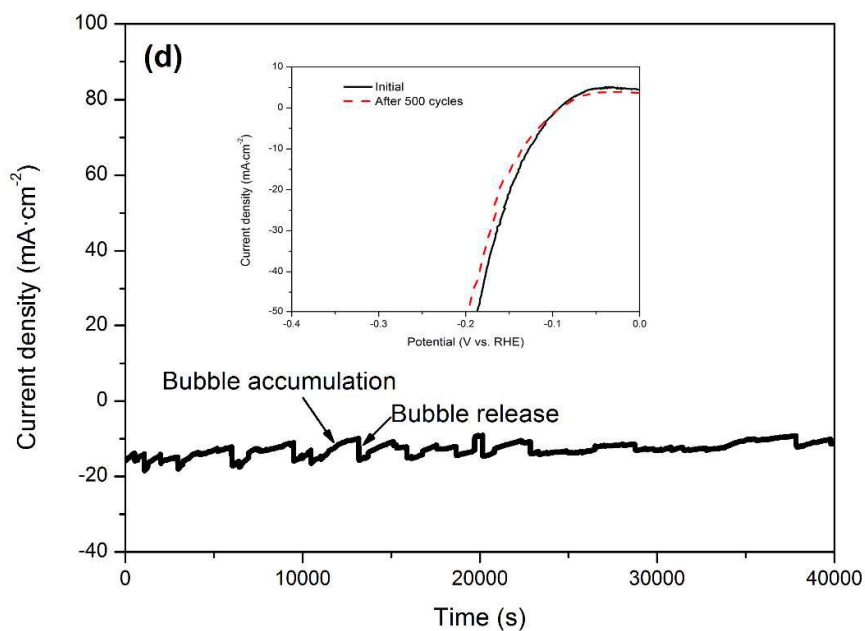 (d)
100
80
60
40
20
0
-20
-40
Current density (mA·cm-2)
0
10000
20000
30000
40000
Time (s)
Bubble accumulation
Bubble release
Initial
After 500 cycles
10
0
-10
-20
-30
-40
-50
Current density (mA·cm-2)
-0.4
-0.3
-0.2
-0.1
0.0
Potential (V vs. RHE)